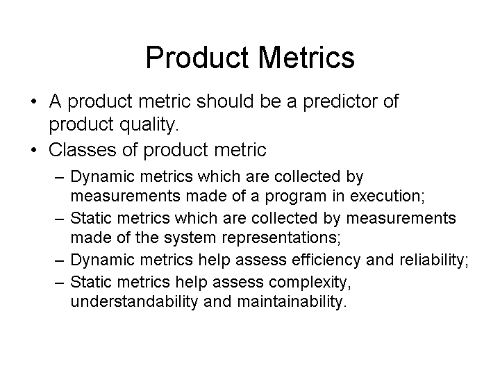 Product Metrics
• A product metric should be a predictor of
product quality.
• Classes of product metric
– Dynamic metrics which are collected by
measurements made of a program in execution;
– Static metrics which are collected by measurements
made of the system representations;
– Dynamic metrics help assess efficiency and reliability;
– Static metrics help assess complexity,
understandability and maintainability.